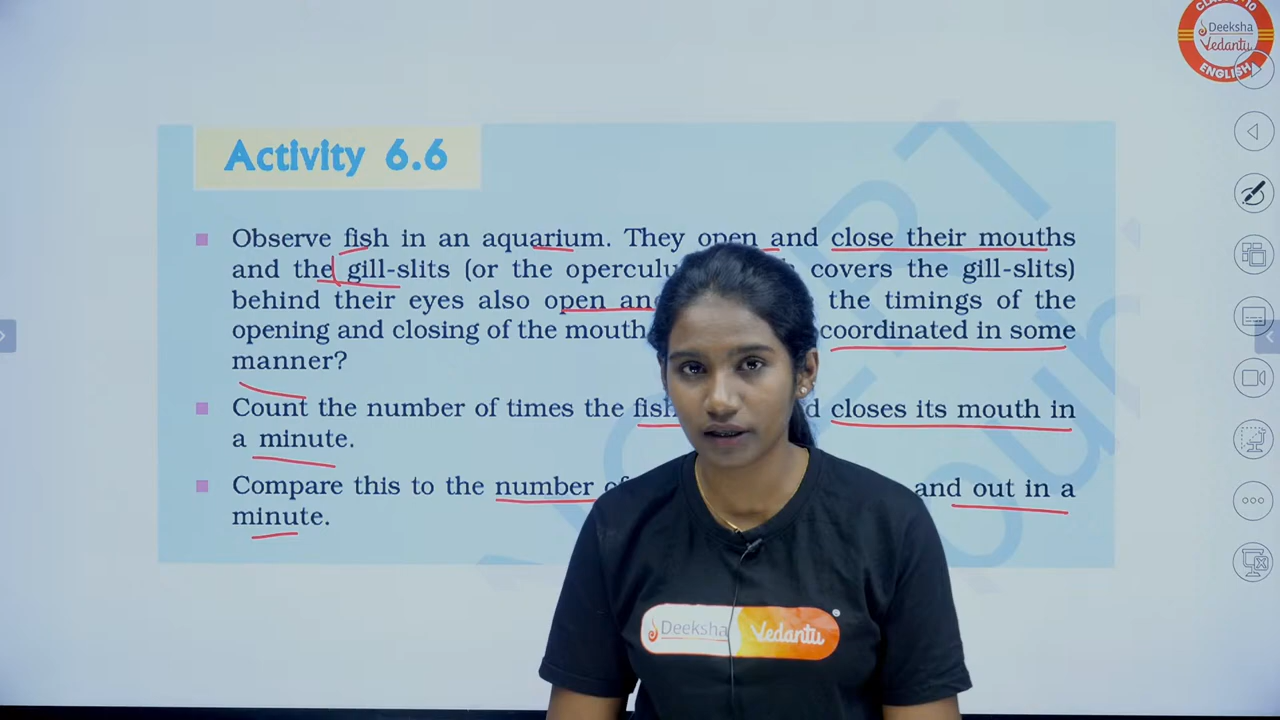 CLASS-10
Deeksha
Vedantu
ENGLISH
Activity 6.6
Observe fish in an aquarium. They open and close their mouths
and the gill-slits (or the covers the gill-slits)
behind their eyes also open and the timings of the
opening and closing of the mouth coordinated in some
manner?
Count the number of times the fish closes its mouth in
a minute.
Compare this to the number of and out in a
minute.
Deeksha Vedantu